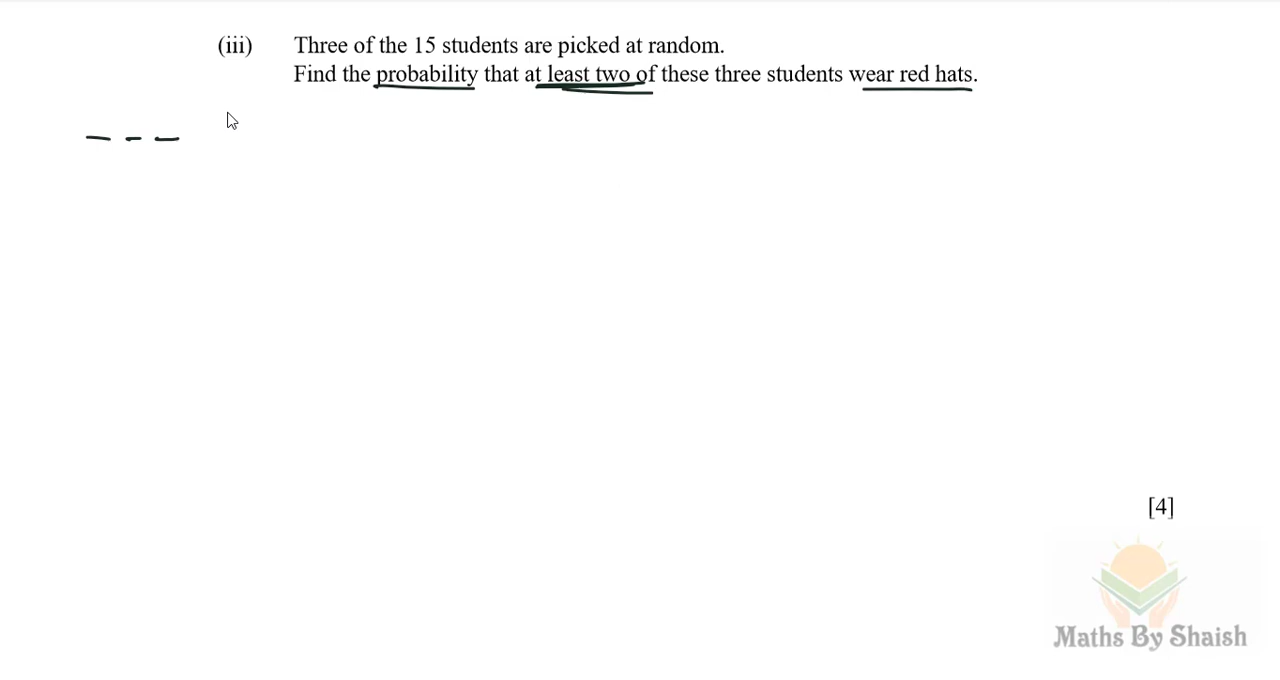 (iii) Three of the 15 students are picked at random.
Find the probability that at least two of these three students wear red hats.
[4]
Maths By Shaish